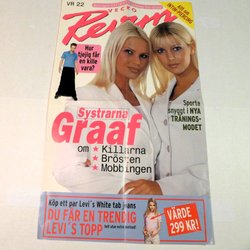 VR 22
VECKO
Revyn
Hur
tjejig får
en kille
vara?
Systrarna
Graaf
om
Killarna
Brösten
Mobbingen
Sporta
snyggt i NYA
TRÄNINGS-
MODET
Köp ett par Levi's White tab jeans
DU FÅR EN TRENDIG
LEVI'S TOPP
VÄRDE
299 KR!